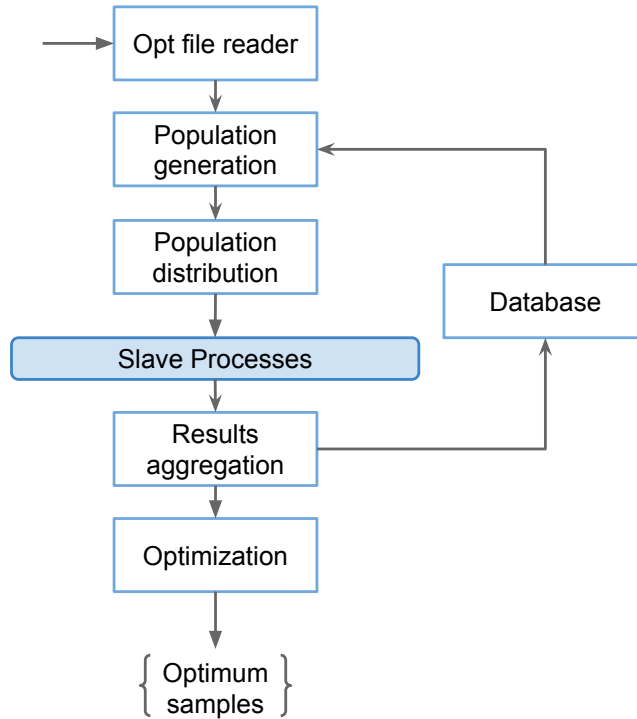 Opt file reader
Population
generation
Population
distribution
Database
Slave Processes
Results
aggregation
Optimization
Optimum
samples